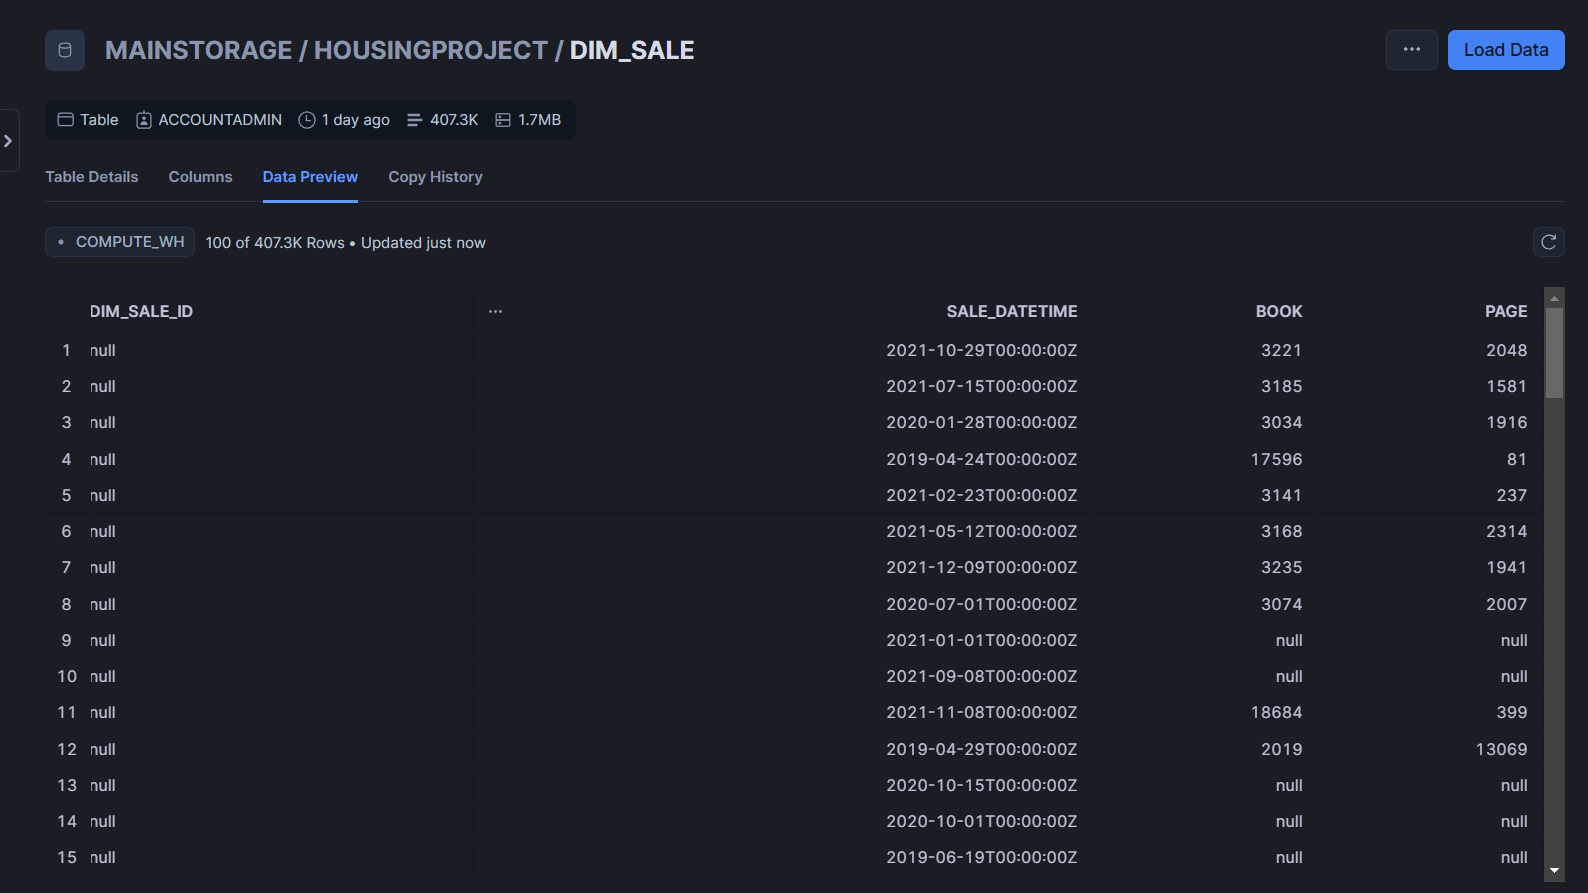 MAINSTORAGE / HOUSINGPROJECT / DIM_SALE
... Load Data
Table ACCOUNTADMIN 1 day ago 407.3K 1.7MB
Table Details Columns Data Preview Copy History
COMPUTE_WH 100 of 407.3K Rows • Updated just now
DIM_SALE_ID ... SALE_DATETIME BOOK PAGE
1 null 2021-10-29T00:00:00Z 3221 2048
2 null 2021-07-15T00:00:00Z 3185 1581
3 null 2020-01-28T00:00:00Z 3034 1916
4 null 2019-04-24T00:00:00Z 17596 81
5 null 2021-02-23T00:00:00Z 3141 237
6 null 2021-05-12T00:00:00Z 3168 2314
7 null 2021-12-09T00:00:00Z 3235 1941
8 null 2020-07-01T00:00:00Z 3074 2007
9 null 2021-01-01T00:00:00Z null null
10 null 2021-09-08T00:00:00Z null null
11 null 2021-11-08T00:00:00Z 18684 399
12 null 2019-04-29T00:00:00Z 2019 13069
13 null 2020-10-15T00:00:00Z null null
14 null 2020-10-01T00:00:00Z null null
15 null 2019-06-19T00:00:00Z null null